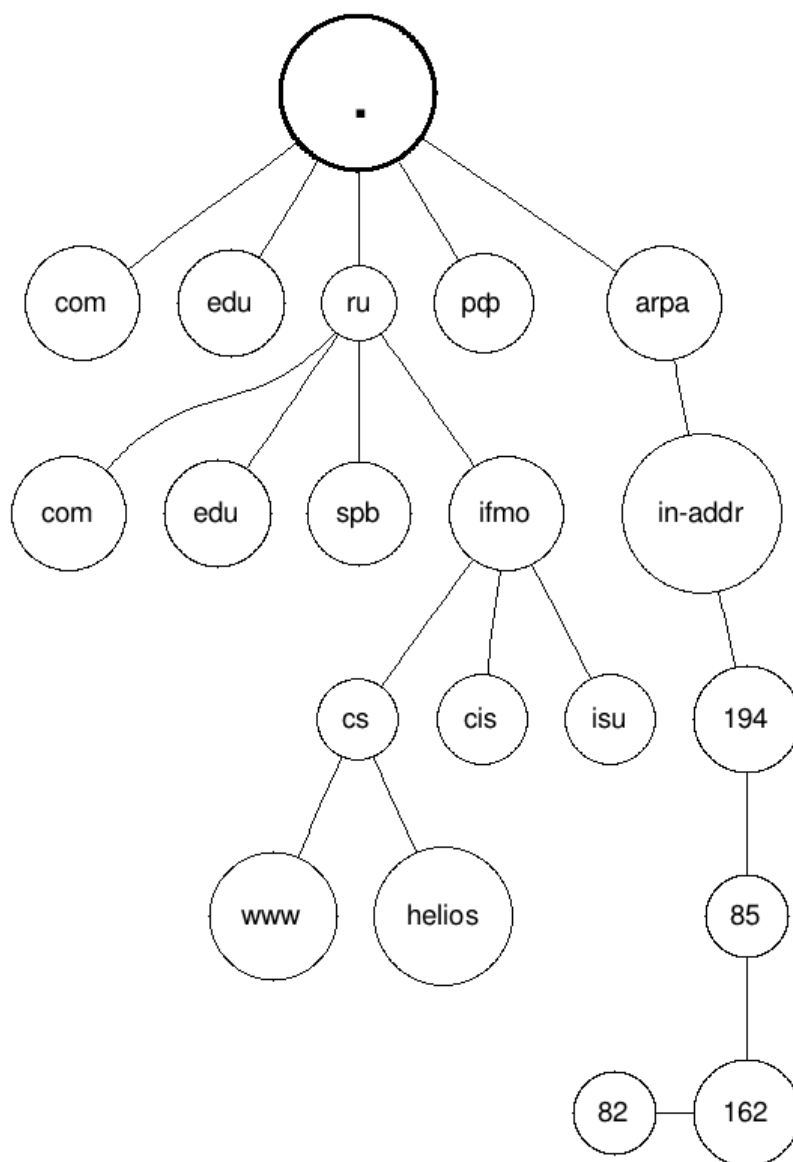 .
com edu ru рф arpa
com edu spb ifmo in-addr
cs cis isu 194
www helios 85
82 162